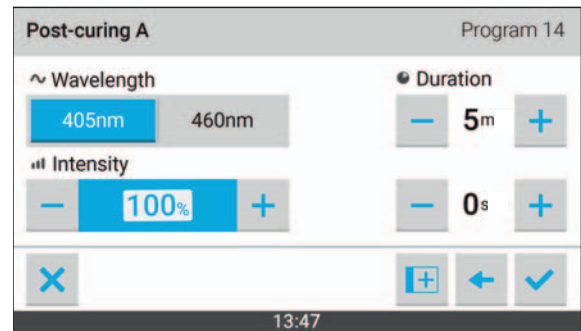 Post-curing A Program 14
Wavelength Duration
405nm 460nm − 5m +
Intensity
− 100% + − 0s +
13:47